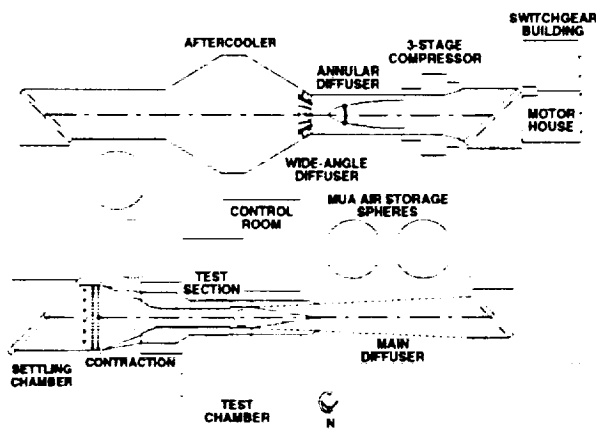 SWITCHGEAR
BUILDING
AFTERCOOLER
3-STAGE
COMPRESSOR
ANNULAR
DIFFUSER
MOTOR
HOUSE
WIDE-ANGLE
DIFFUSER
CONTROL
ROOM
MUA AIR STORAGE
SPHERES
TEST
SECTION
MAIN
DIFFUSER
SETTLING
CHAMBER
CONTRACTION
TEST
CHAMBER
N